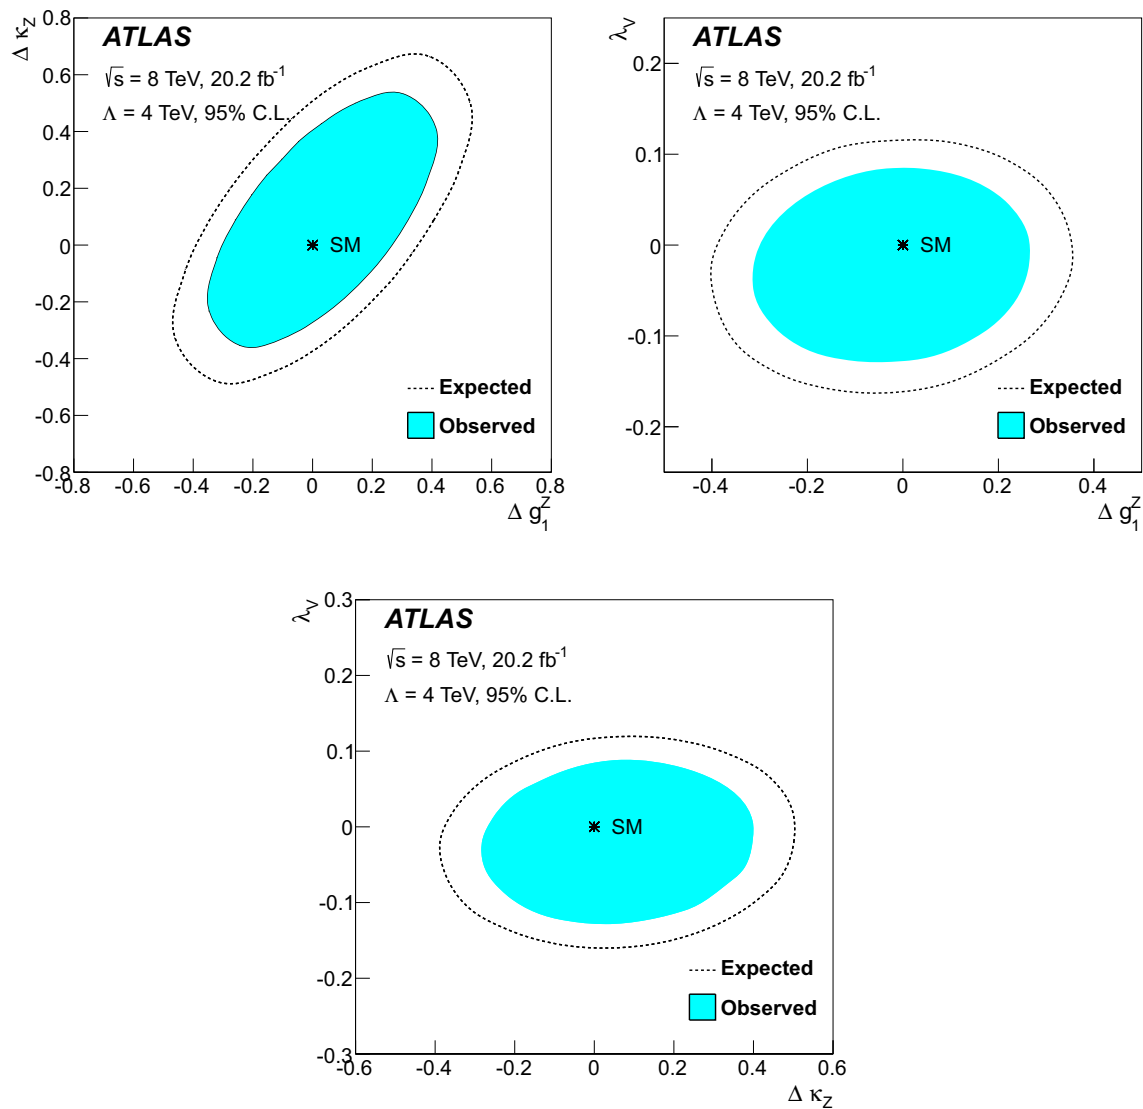 Δ κ_Z
ATLAS
√s = 8 TeV, 20.2 fb⁻¹
Λ = 4 TeV, 95% C.L.
0.8
0.6
0.4
0.2
0
-0.2
-0.4
-0.6
-0.8
Expected
Observed
SM
-0.8 -0.6 -0.4 -0.2 0 0.2 0.4 0.6 0.8
Δ g₁^Z
λ_V
ATLAS
√s = 8 TeV, 20.2 fb⁻¹
Λ = 4 TeV, 95% C.L.
0.2
0.1
0
-0.1
-0.2
SM
Expected
Observed
-0.4 -0.2 0 0.2 0.4
Δ g₁^Z
λ_V
ATLAS
√s = 8 TeV, 20.2 fb⁻¹
Λ = 4 TeV, 95% C.L.
0.3
0.2
0.1
0
-0.1
-0.2
-0.3
SM
Expected
Observed
-0.6 -0.4 -0.2 0 0.2 0.4 0.6
Δ κ_Z